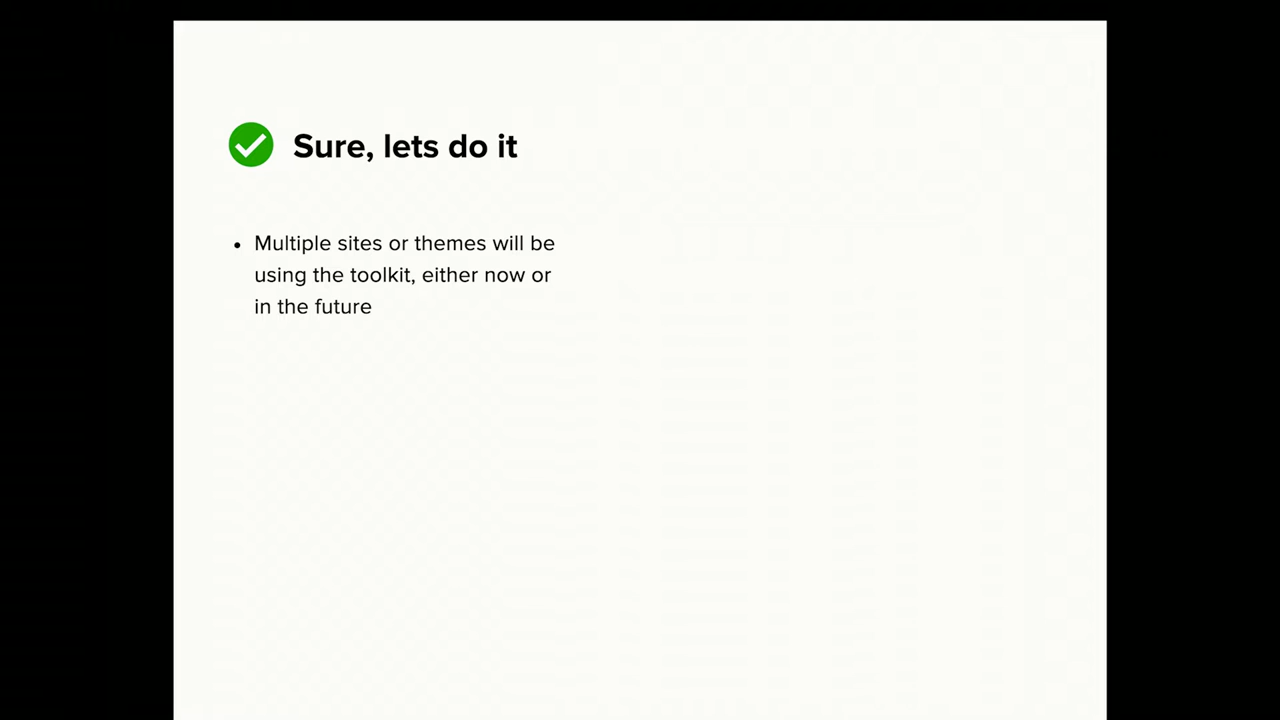 Sure, lets do it
• Multiple sites or themes will be
using the toolkit, either now or
in the future